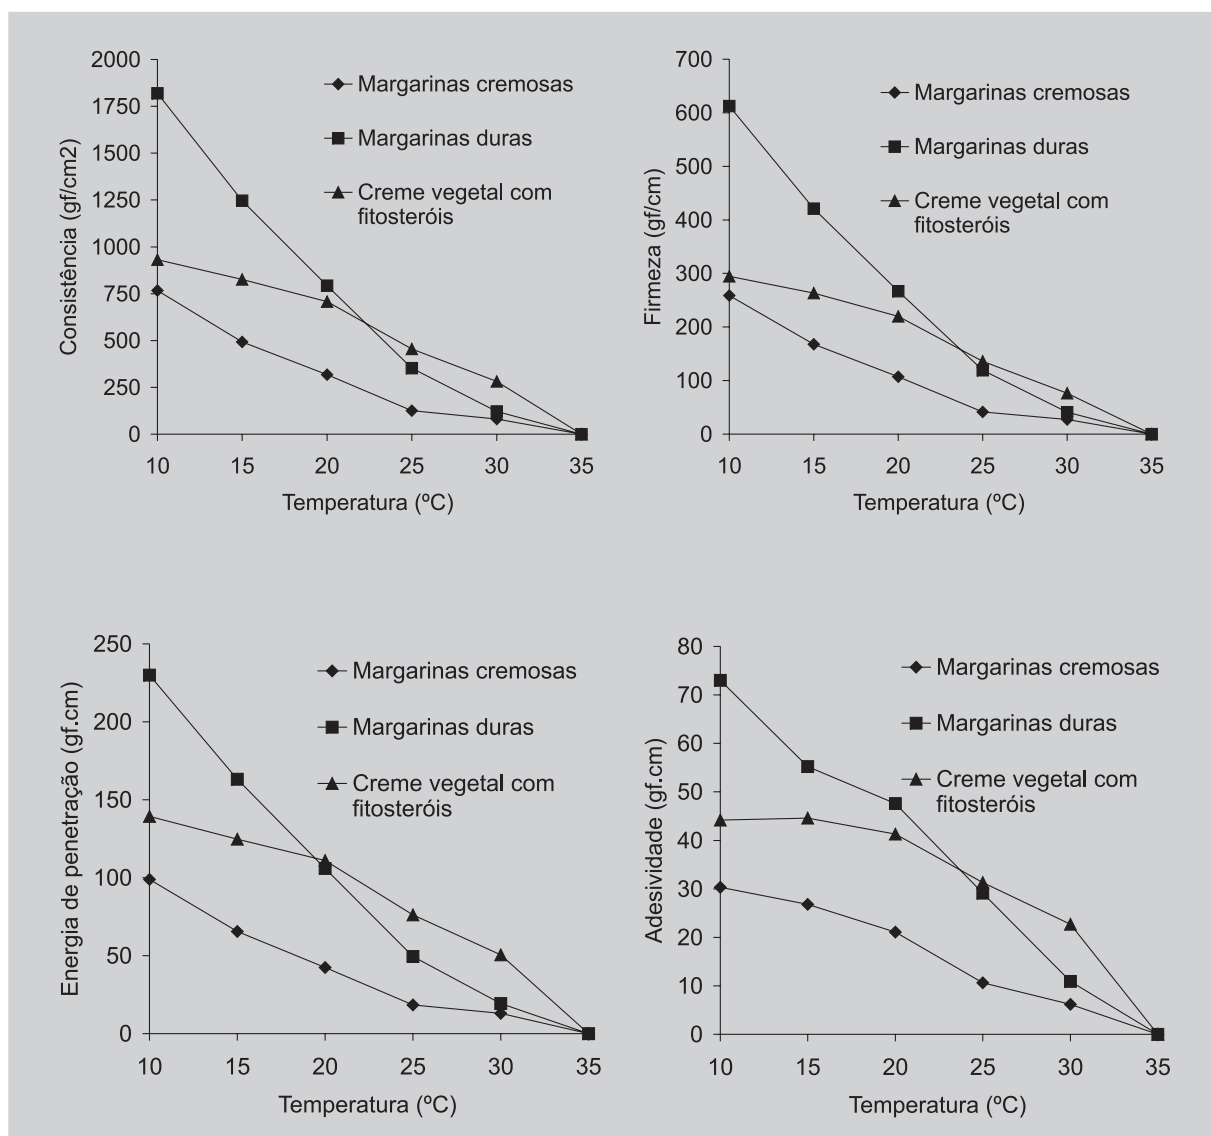 2000
1750
1500
1250
1000
750
500
250
0
Consistência (gf/cm2)
Margarinas cremosas
Margarinas duras
Creme vegetal com
fitosteróis
10 15 20 25 30 35
Temperatura (ºC)
700
600
500
400
300
200
100
0
Firmeza (gf/cm)
Margarinas cremosas
Margarinas duras
Creme vegetal com
fitosteróis
10 15 20 25 30 35
Temperatura (ºC)
250
200
150
100
50
0
Energia de penetração (gf.cm)
Margarinas cremosas
Margarinas duras
Creme vegetal com
fitosteróis
10 15 20 25 30 35
Temperatura (ºC)
80
70
60
50
40
30
20
10
0
Adesividade (gf.cm)
Margarinas cremosas
Margarinas duras
Creme vegetal com
fitosteróis
10 15 20 25 30 35
Temperatura (ºC)